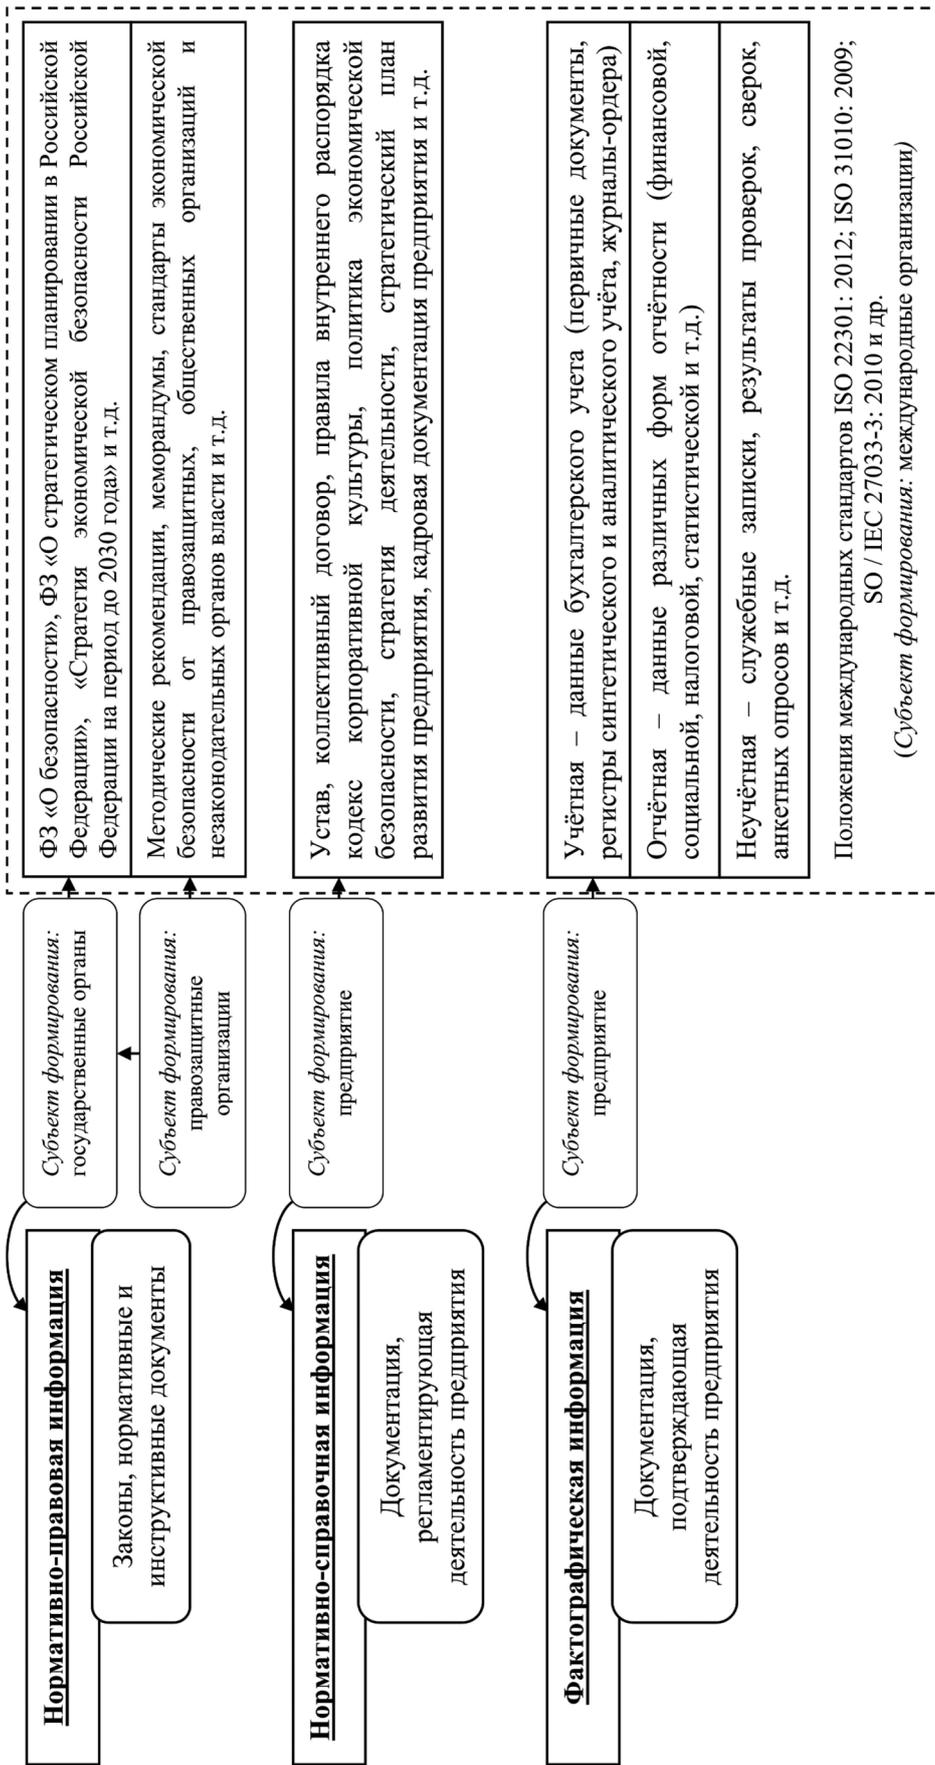 Нормативно-правовая информация
Законы, нормативные и
инструктивные документы
Субъект формирования:
государственные органы
Субъект формирования:
правозащитные
организации
ФЗ «О безопасности», ФЗ «О стратегическом планировании в Российской
Федерации», «Стратегия экономической безопасности Российской
Федерации на период до 2030 года» и т.д.
Методические рекомендации, меморандумы, стандарты экономической
безопасности от правозащитных, общественных организаций и
незаконодательных органов власти и т.д.
Нормативно-справочная информация
Документация,
регламентирующая
деятельность предприятия
Субъект формирования:
предприятие
Устав, коллективный договор, правила внутреннего распорядка
кодекс корпоративной культуры, политика экономической
безопасности, стратегия деятельности, стратегический план
развития предприятия, кадровая документация предприятия и т.д.
Фактографическая информация
Документация,
подтверждающая
деятельность предприятия
Субъект формирования:
предприятие
Учётная – данные бухгалтерского учета (первичные документы,
регистры синтетического и аналитического учёта, журналы-ордера)
Отчётная – данные различных форм отчётности (финансовой,
социальной, налоговой, статистической и т.д.)
Неучётная – служебные записки, результаты проверок, сверок,
анкетных опросов и т.д.
Положения международных стандартов ISO 22301: 2012; ISO 31010: 2009;
SO / IEC 27033-3: 2010 и др.
(Субъект формирования: международные организации)